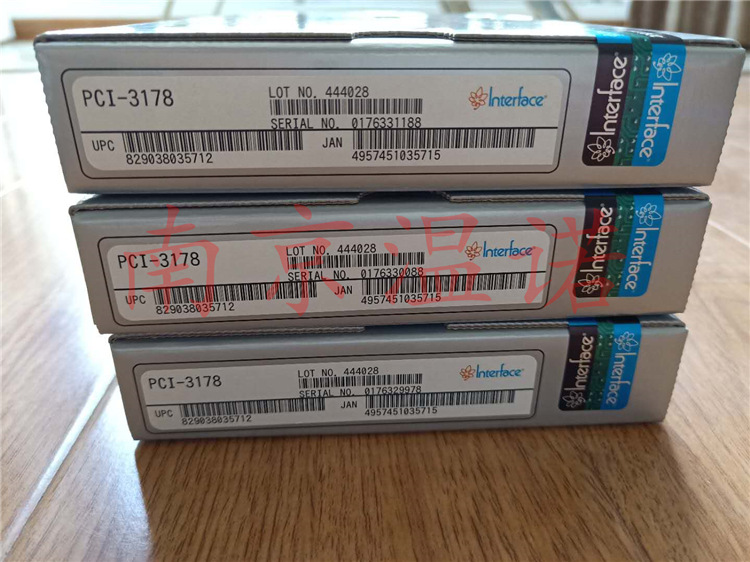 PCI-3178
LOT NO. 444028
Interface
SERIAL NO. 0176331188
UPC
829038035712
JAN
4957451035715
Interface
Interface
PCI-3178
LOT NO. 444028
Interface
SERIAL NO. 0176330088
UPC
829038035712
JAN
4957451035715
Interface
Interface
南京温诺
PCI-3178
LOT NO. 444028
Interface
SERIAL NO. 0176329978
UPC
829038035712
JAN
4957451035715
Interface
Interface